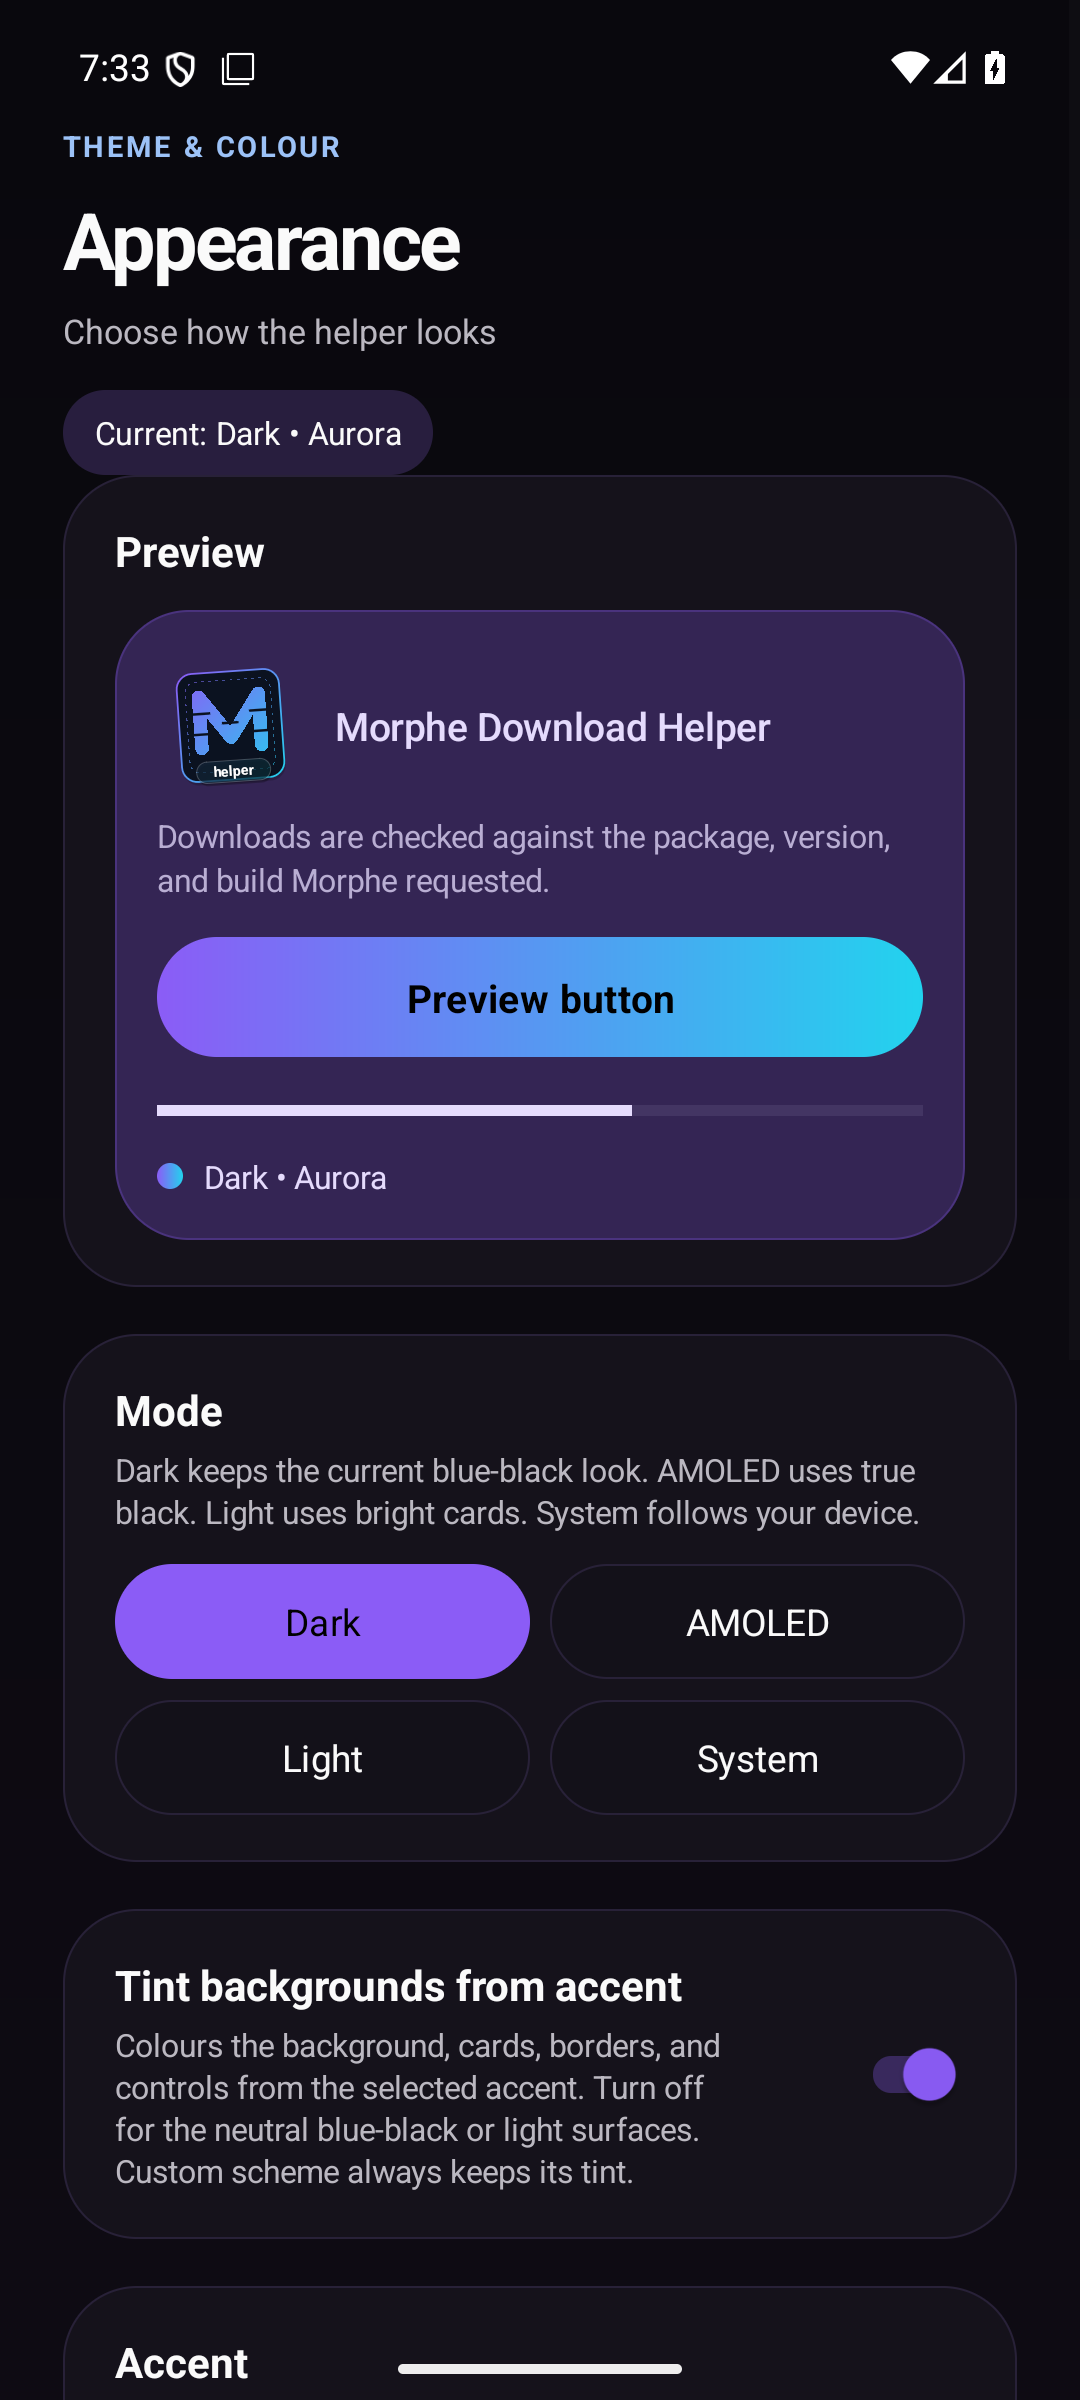 7:33
THEME & COLOUR
Appearance
Choose how the helper looks
Current: Dark • Aurora
Preview
helper
Morphe Download Helper
Downloads are checked against the package, version,
and build Morphe requested.
Preview button
Dark • Aurora
Mode
Dark keeps the current blue-black look. AMOLED uses true
black. Light uses bright cards. System follows your device.
Dark
AMOLED
Light
System
Tint backgrounds from accent
Colours the background, cards, borders, and
controls from the selected accent. Turn off
for the neutral blue-black or light surfaces.
Custom scheme always keeps its tint.
Accent